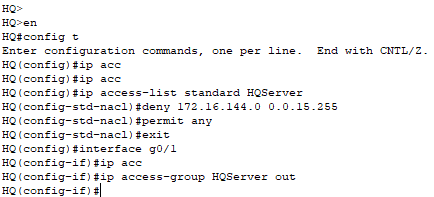 HQ>
HQ>en
HQ#config t
Enter configuration commands, one per line.  End with CNTL/Z.
HQ(config)#ip acc
HQ(config)#ip acc
HQ(config)#ip access-list standard HQServer
HQ(config-std-nacl)#deny 172.16.144.0 0.0.15.255
HQ(config-std-nacl)#permit any
HQ(config-std-nacl)#exit
HQ(config)#interface g0/1
HQ(config-if)#ip acc
HQ(config-if)#ip access-group HQServer out
HQ(config-if)#